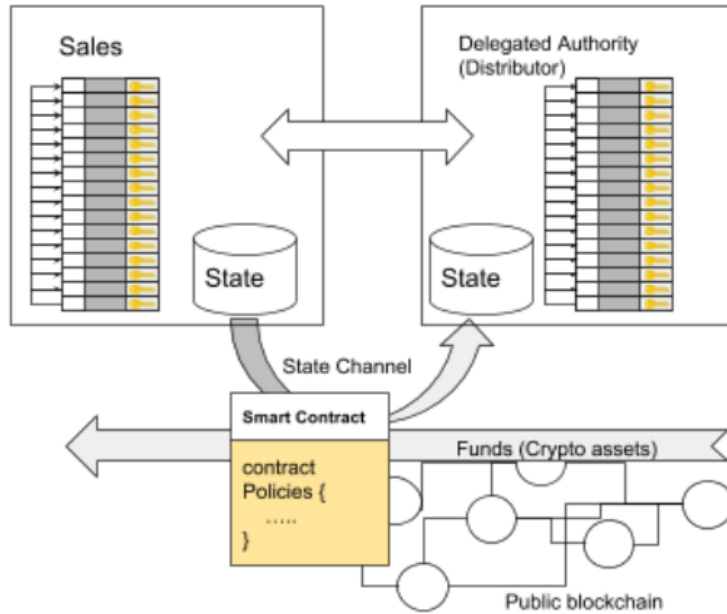 Sales
Delegated Authority
(Distributor)
State
State
State Channel
Smart Contract
Funds (Crypto assets)
contract
Policies {
.....
}
Public blockchain